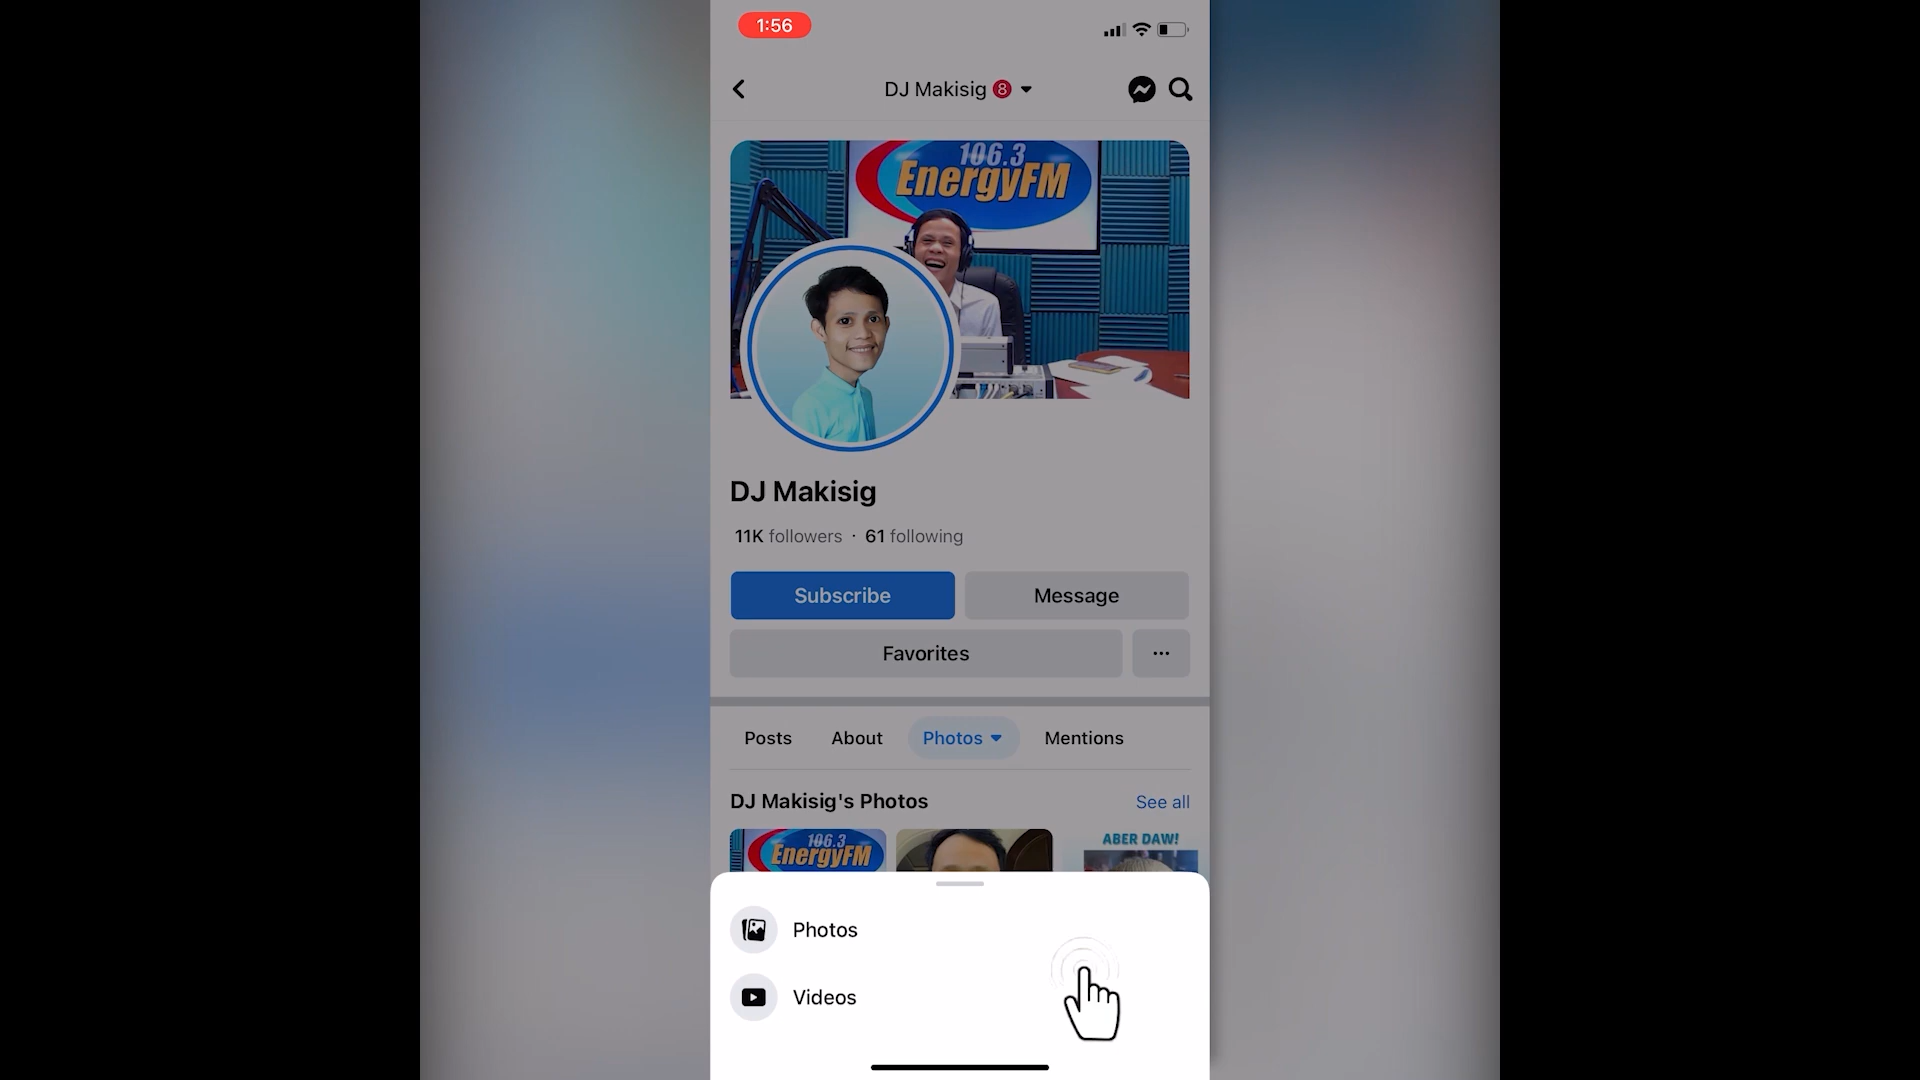 1:56
DJ Makisig 8
106.3
EnergyFM
DJ Makisig
11K followers · 61 following
Subscribe
Message
Favorites
Posts
About
Photos
Mentions
DJ Makisig's Photos
See all
106.3
EnergyFM
ABER DAW!
Photos
Videos